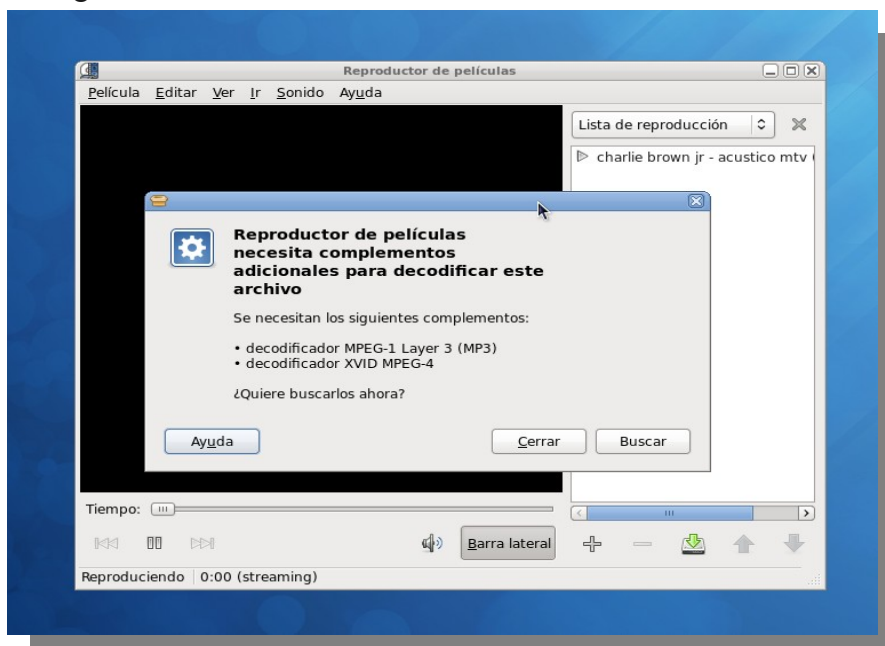 Reproductor de películas
Película Editar Ver Ir Sonido Ayuda
Lista de reproducción
charlie brown jr - acustico mtv (
Reproductor de películas
necesita complementos
adicionales para decodificar este
archivo
Se necesitan los siguientes complementos:
• decodificador MPEG-1 Layer 3 (MP3)
• decodificador XVID MPEG-4
¿Quiere buscarlos ahora?
Ayuda Cerrar Buscar
Tiempo:
Barra lateral
Reproduciendo 0:00 (streaming)